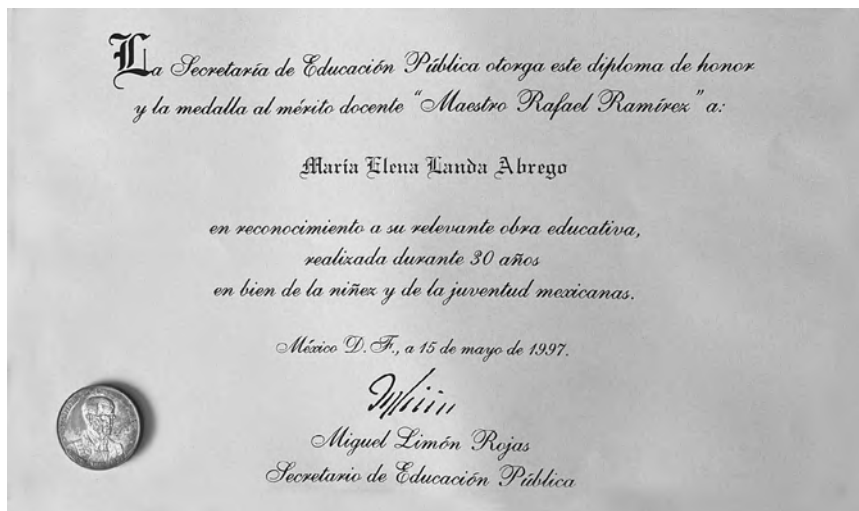 La Secretaría de Educación Pública otorga este diploma de honor
y la medalla al mérito docente "Maestro Rafael Ramírez" a:
María Elena Landa Abrego
en reconocimiento a su relevante obra educativa,
realizada durante 30 años
en bien de la niñez y de la juventud mexicanas.
México D. F., a 15 de mayo de 1997.
Miguel Limón Rojas
Secretario de Educación Pública